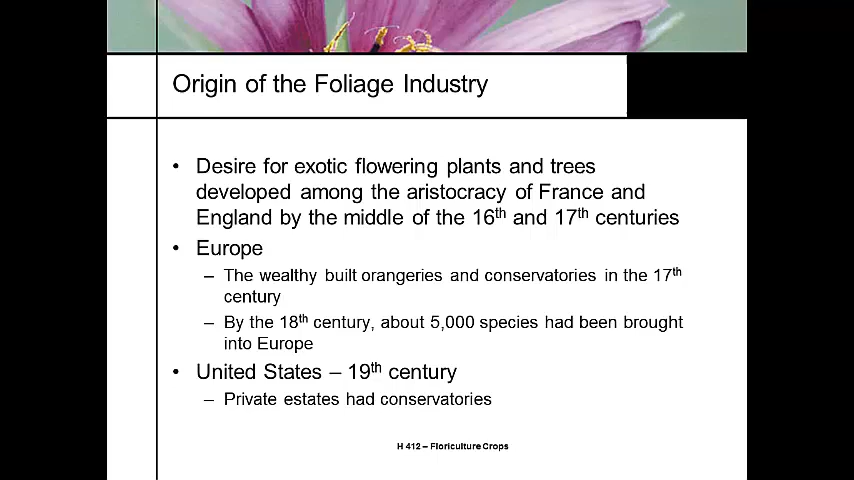 Origin of the Foliage Industry
• Desire for exotic flowering plants and trees
developed among the aristocracy of France and
England by the middle of the 16th and 17th centuries
• Europe
– The wealthy built orangeries and conservatories in the 17th
century
– By the 18th century, about 5,000 species had been brought
into Europe
• United States – 19th century
– Private estates had conservatories
H 412 – Floriculture Crops